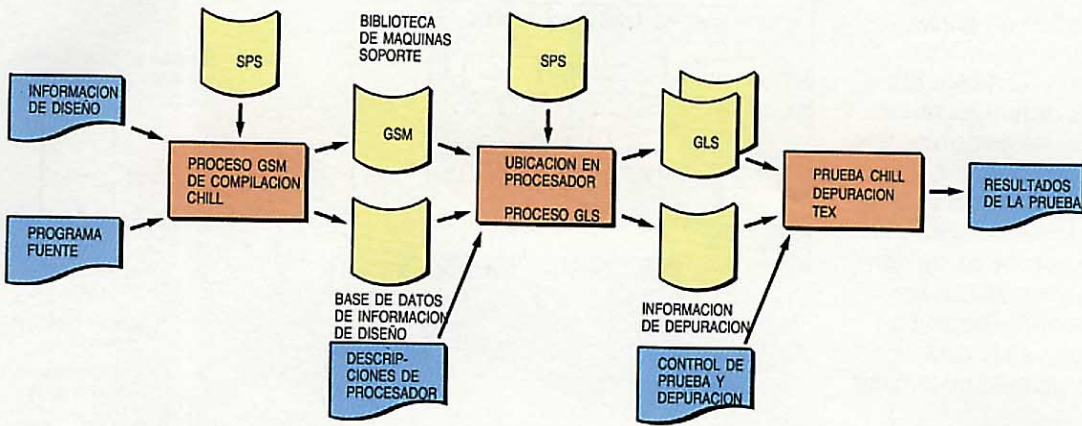 BIBLIOTECA
DE MAQUINAS
SOPORTE
SPS
SPS
INFORMACION
DE DISEÑO
GSM
GLS
PROCESO GSM
DE COMPILACION
CHILL
UBICACION EN
PROCESADOR
PROCESO GLS
PRUEBA CHILL
DEPURACION
TEX
RESULTADOS
DE LA PRUEBA
PROGRAMA
FUENTE
BASE DE DATOS
DE INFORMACION
DE DISEÑO
INFORMACION
DE DEPURACION
DESCRIP-
CIONES DE
PROCESADOR
CONTROL DE
PRUEBA Y
DEPURACION